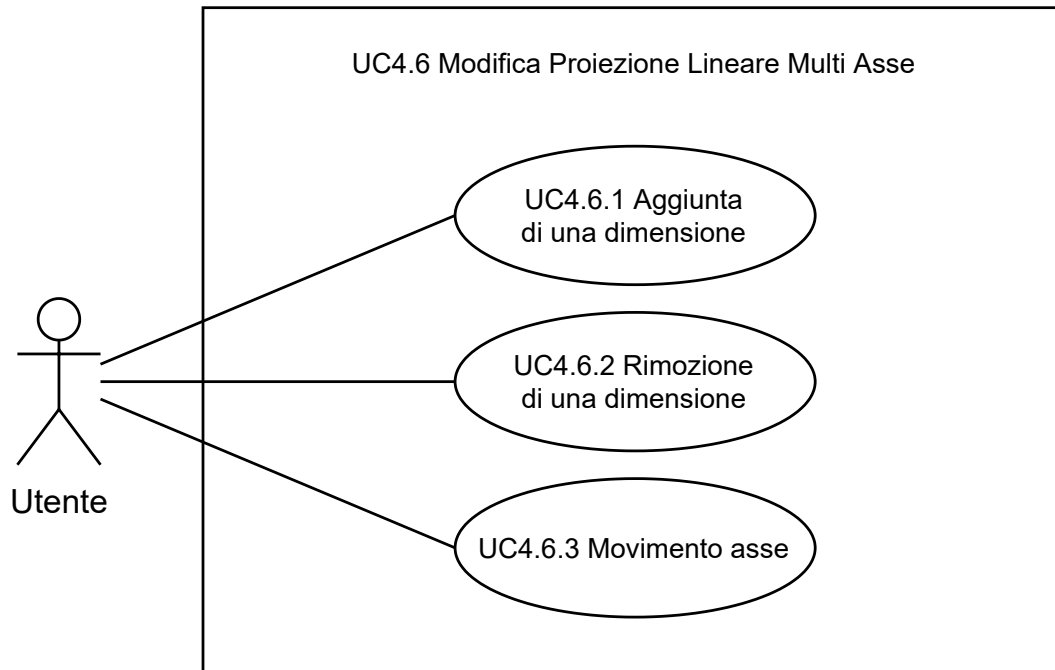 UC4.6 Modifica Proiezione Lineare Multi Asse
UC4.6.1 Aggiunta
di una dimensione
UC4.6.2 Rimozione
di una dimensione
Utente
UC4.6.3 Movimento asse